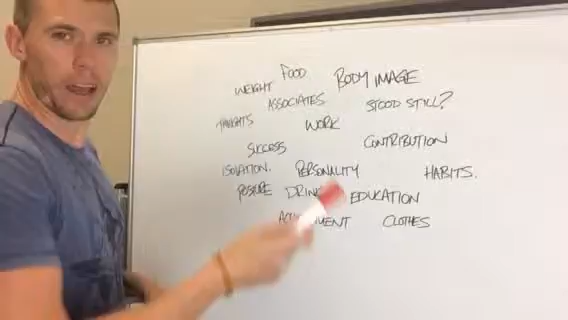 FOOD
WEIGHT BODY IMAGE
ASSOCIATES STOOD STILL?
THOUGHTS WORK
SUCCESS CONTRIBUTION
ISOLATION. PERSONALITY HABITS.
POSTURE EDUCATION
CLOTHES